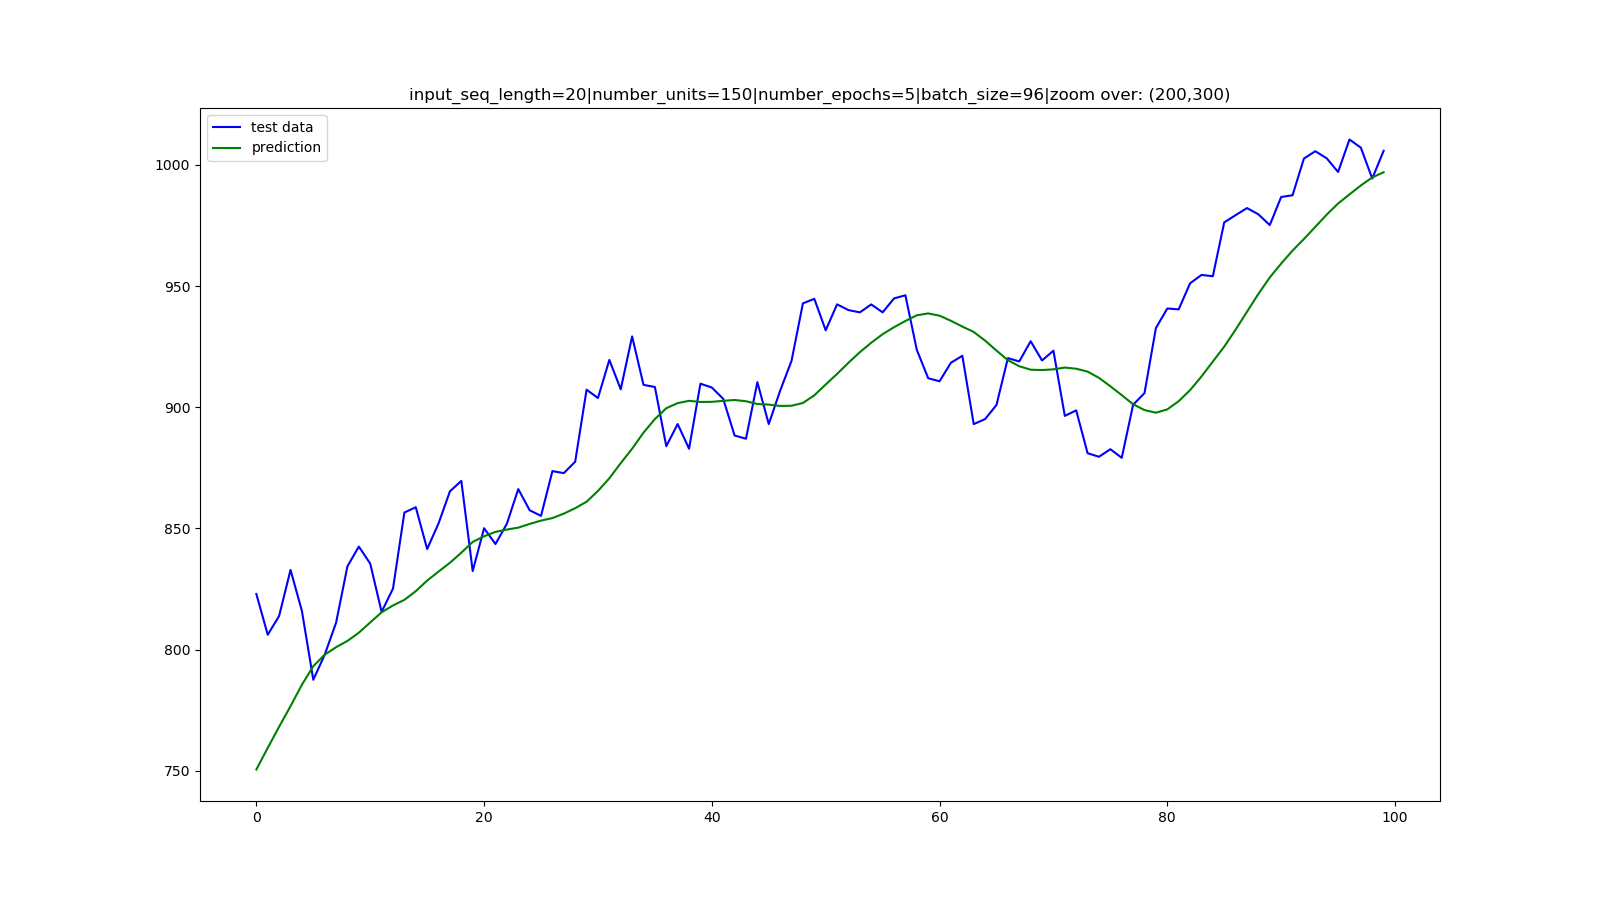 input_seq_length=20|number_units=150|number_epochs=5|batch_size=96|zoom over: (200,300)
test data
prediction
1000
950
900
850
800
750
0 20 40 60 80 100